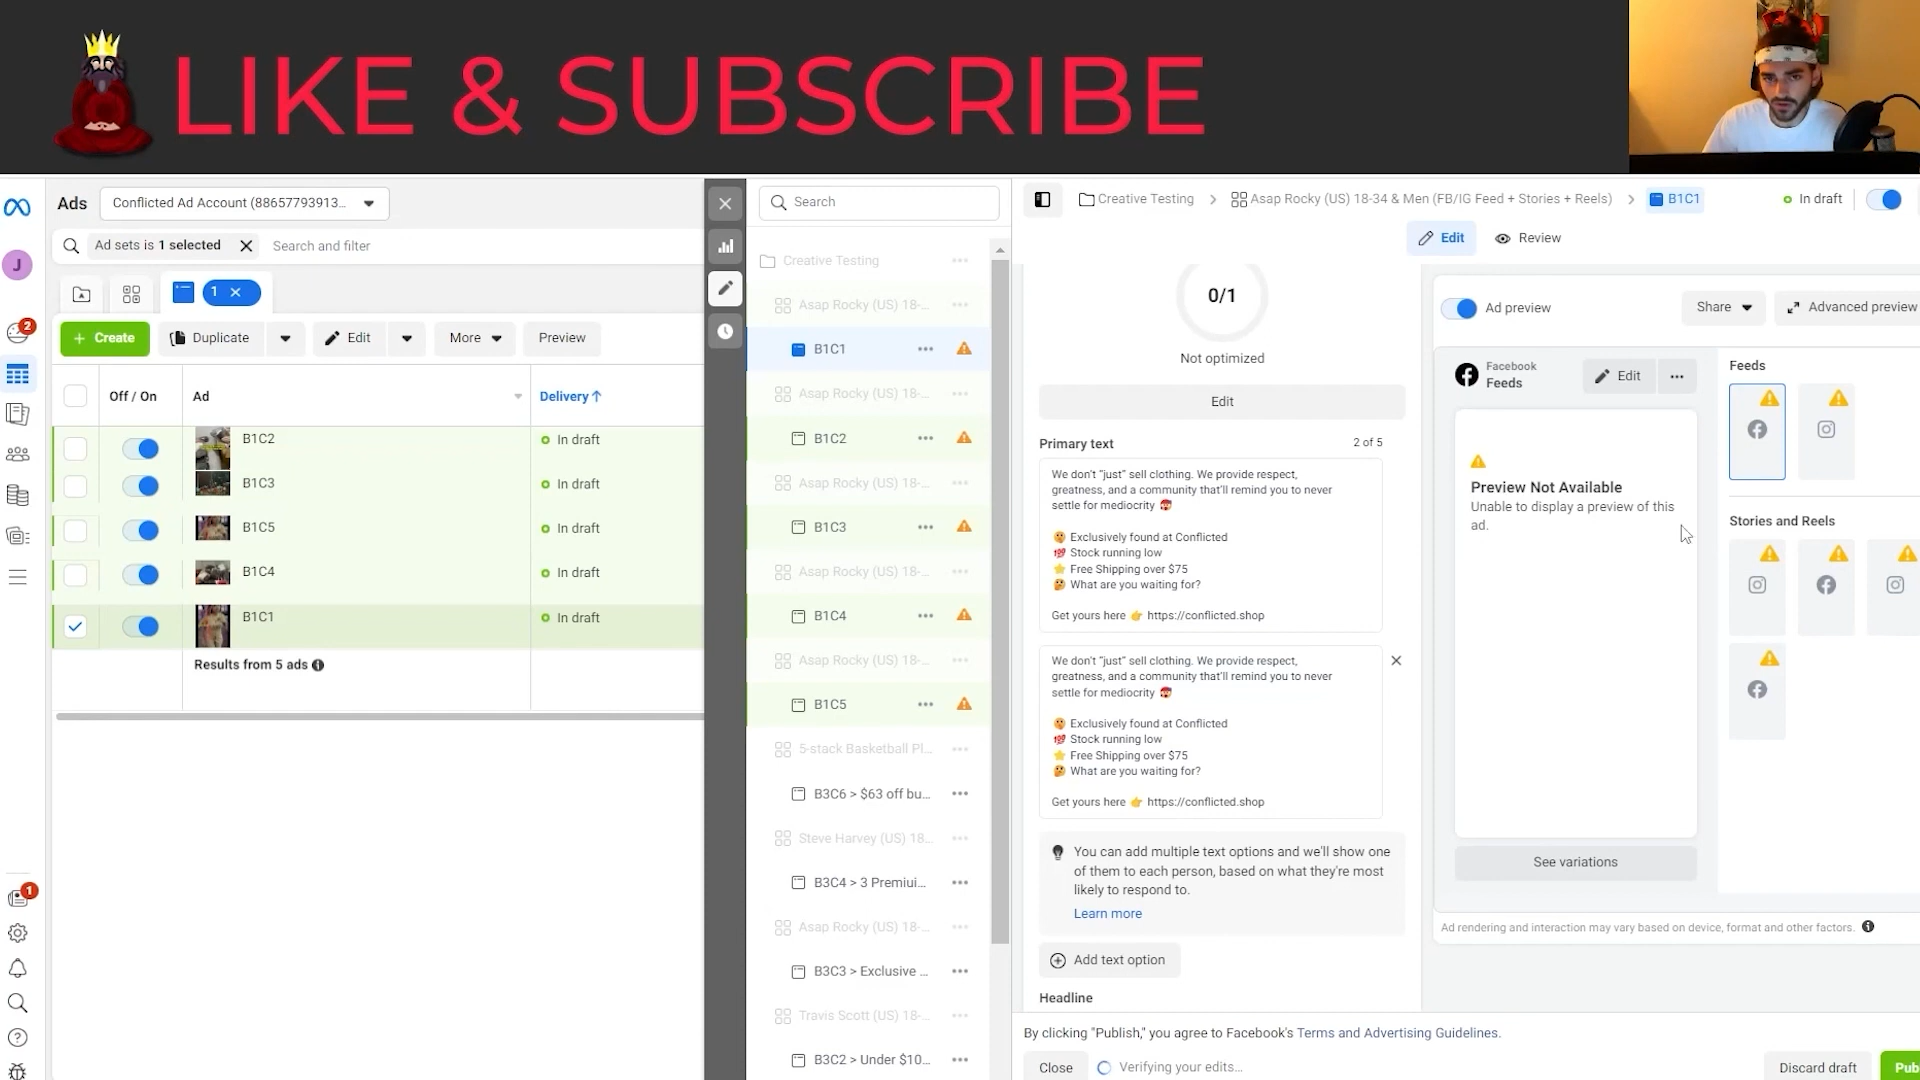 LIKE & SUBSCRIBE
Ads
Conflicted Ad Account (88657793913...
Ad sets is 1 selected
Search and filter
J
2
1
Create
Duplicate
Edit
More
Preview
Off / On
Ad
Delivery↑
B1C2
In draft
B1C3
In draft
B1C5
In draft
B1C4
In draft
B1C1
In draft
Results from 5 ads
1
Search
Creative Testing
Asap Rocky (US) 18-...
B1C1
Asap Rocky (US) 18-...
B1C2
Asap Rocky (US) 18-...
B1C3
Asap Rocky (US) 18-...
B1C4
Asap Rocky (US) 18-...
B1C5
5-stack Basketball Pl...
B3C6 > $63 off bu...
Steve Harvey (US) 18...
B3C4 > 3 Premiui...
Asap Rocky (US) 18-...
B3C3 > Exclusive ...
Travis Scott (US) 18-...
B3C2 > Under $10...
Creative Testing
Asap Rocky (US) 18-34 & Men (FB/IG Feed + Stories + Reels)
B1C1
In draft
Edit
Review
0/1
Not optimized
Edit
Primary text
2 of 5
We don't "just" sell clothing. We provide respect,
greatness, and a community that'll remind you to never
settle for mediocrity
Exclusively found at Conflicted
💯 Stock running low
⭐ Free Shipping over $75
🤔 What are you waiting for?
Get yours here 👉 https://conflicted.shop
We don't "just" sell clothing. We provide respect,
greatness, and a community that'll remind you to never
settle for mediocrity
Exclusively found at Conflicted
💯 Stock running low
⭐ Free Shipping over $75
🤔 What are you waiting for?
Get yours here 👉 https://conflicted.shop
You can add multiple text options and we'll show one
of them to each person, based on what they're most
likely to respond to.
Learn more
Add text option
Headline
Ad preview
Share
Advanced preview
Facebook
Feeds
Edit
Preview Not Available
Unable to display a preview of this
ad.
See variations
Feeds
Stories and Reels
Ad rendering and interaction may vary based on device, format and other factors.
By clicking "Publish," you agree to Facebook's Terms and Advertising Guidelines.
Close
Verifying your edits...
Discard draft
Pub